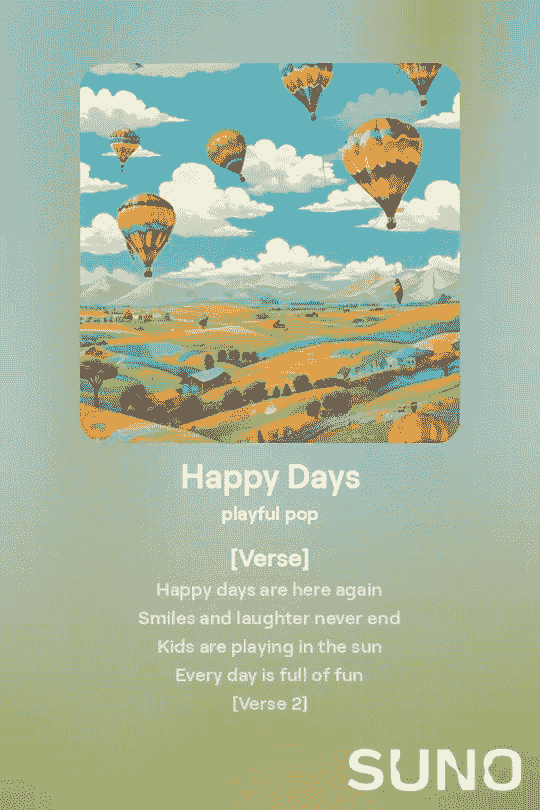 Happy Days
playful pop
[Verse]
Happy days are here again
Smiles and laughter never end
Kids are playing in the sun
Every day is full of fun
[Verse 2]
SUNO